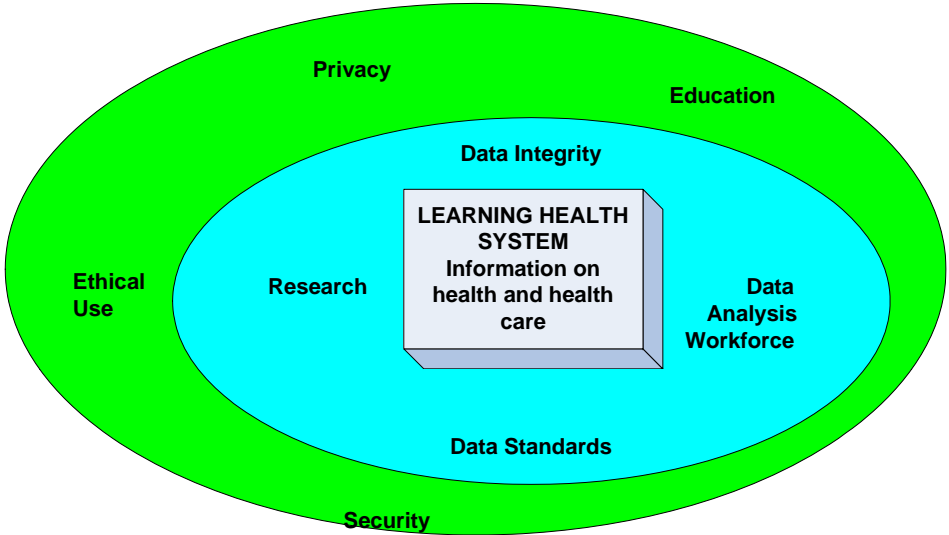 Privacy
Education
Data Integrity
LEARNING HEALTH
SYSTEM
Information on
health and health
care
Ethical
Use
Research
Data
Analysis
Workforce
Data Standards
Security